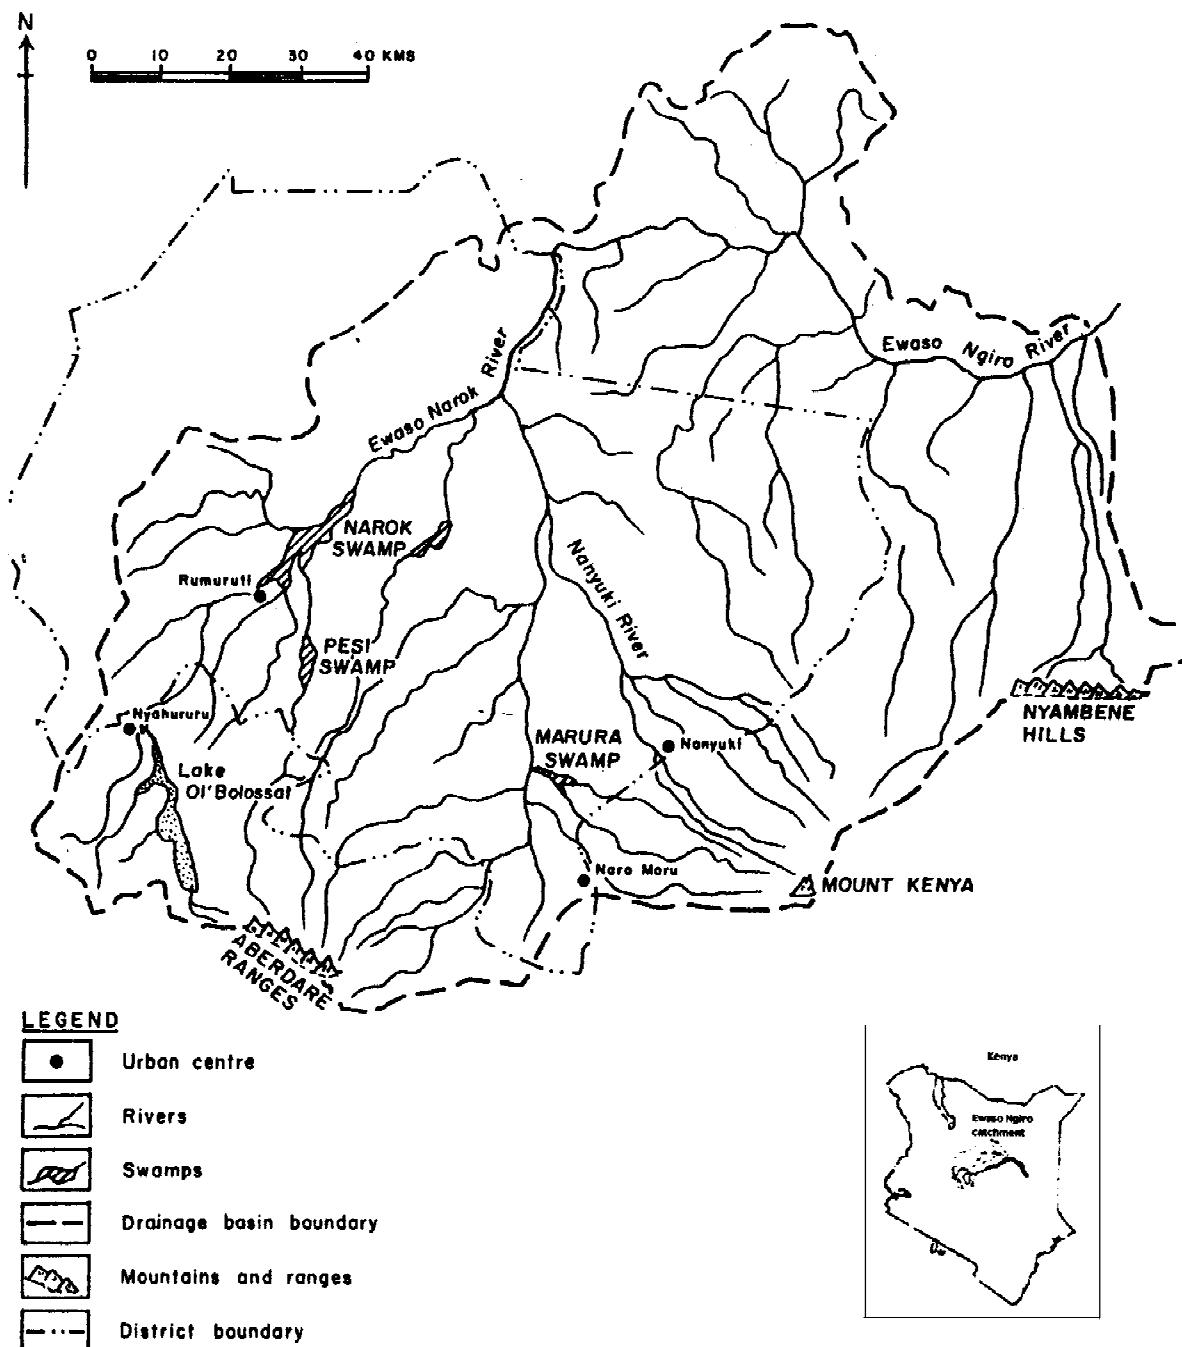 N
0 10 20 30 40 KMS
Ewaso Ngiro River
Ewaso Narok River
NAROK
SWAMP
Rumuruti
Nanyuki River
PESI
SWAMP
Nyahururu
NYAMBENE
HILLS
MARURA
SWAMP
Nanyuki
Lake
Ol'Bolossat
Naro Moru
MOUNT KENYA
ABERDARE
RANGES
LEGEND
Urban centre
Rivers
Swamps
Drainage basin boundary
Mountains and ranges
District boundary
Kenya
Ewaso Ngiro
catchment